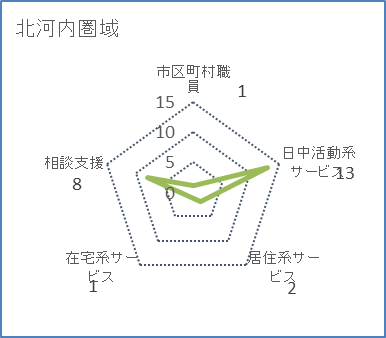 北河内圏域
市区町村職
員
1
15
10
5
0
日中活動系
サービス
13
居住系サー
ビス
2
在宅系サー
ビス
1
相談支援
8